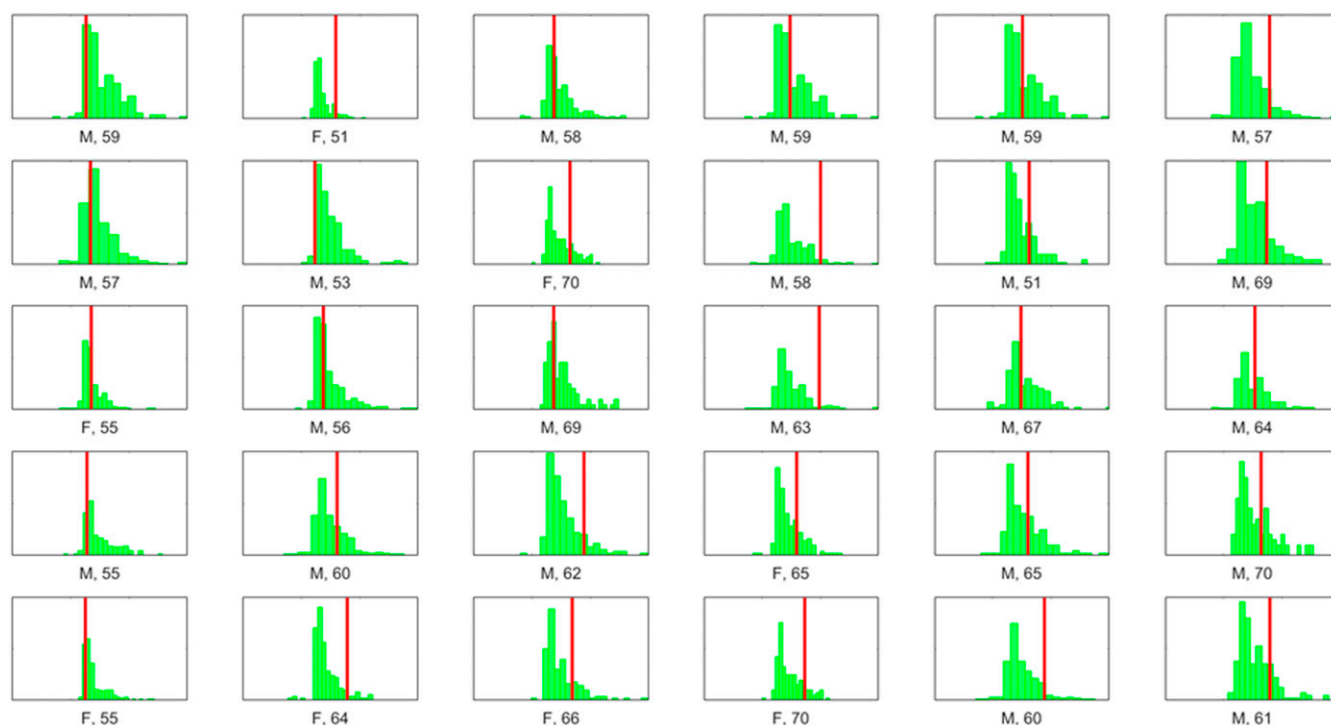 M, 59 F, 51 M, 58 M, 59 M, 59 M, 57
M, 57 M, 53 F, 70 M, 58 M, 51 M, 69
F, 55 M, 56 M, 69 M, 63 M, 67 M, 64
M, 55 M, 60 M, 62 F, 65 M, 65 M, 70
F, 55 F, 64 F, 66 F, 70 M, 60 M, 61